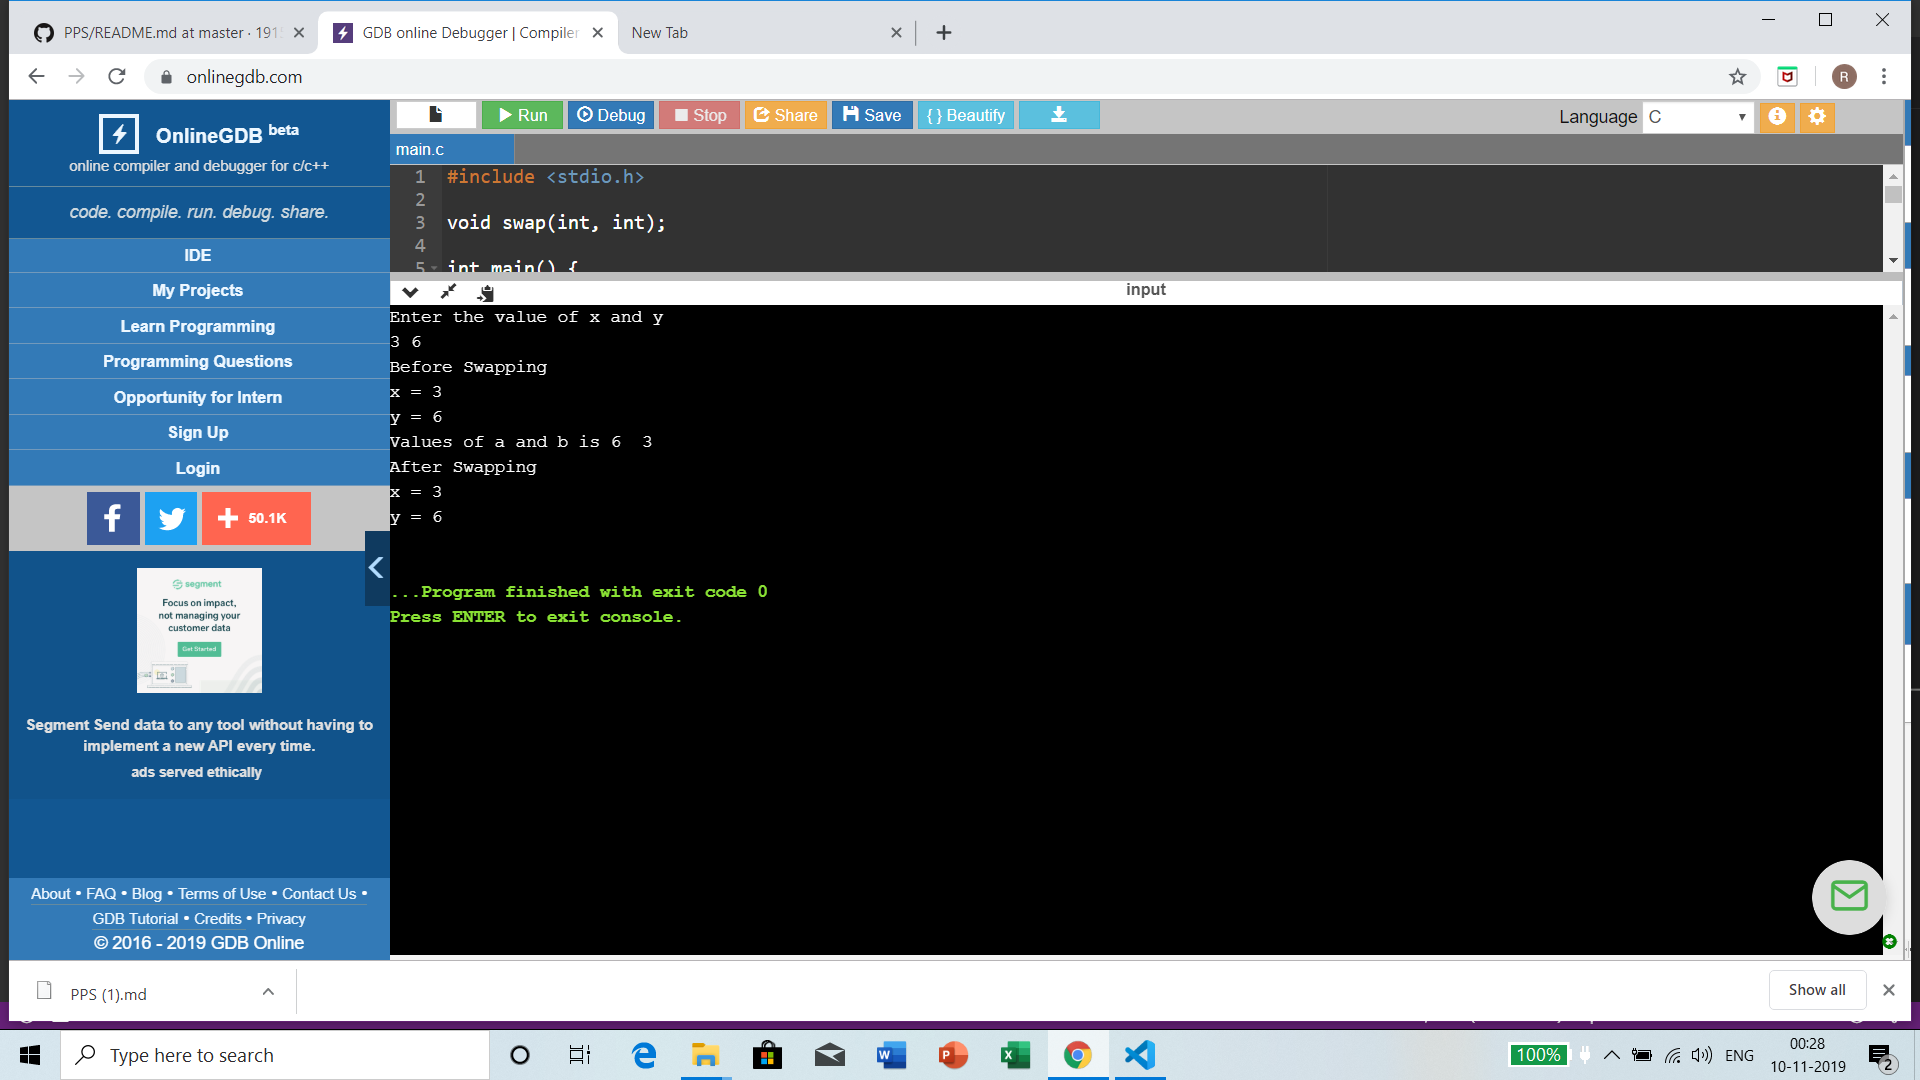 PPS/README.md at master · 191
GDB online Debugger | Compiler
New Tab
onlinegdb.com
R
OnlineGDB beta
online compiler and debugger for c/c++
code. compile. run. debug. share.
IDE
My Projects
Learn Programming
Programming Questions
Opportunity for Intern
Sign Up
Login
50.1K
segment
Focus on impact,
not managing your
customer data
Get Started
Segment Send data to any tool without having to
implement a new API every time.
ads served ethically
About • FAQ • Blog • Terms of Use • Contact Us •
GDB Tutorial • Credits • Privacy
© 2016 - 2019 GDB Online
Run Debug Stop Share Save { } Beautify
Language C
main.c
1 #include <stdio.h>
2
3 void swap(int, int);
4
5 int main() {
input
Enter the value of x and y
3 6
Before Swapping
x = 3
y = 6
Values of a and b is 6  3
After Swapping
x = 3
y = 6
...Program finished with exit code 0
Press ENTER to exit console.
PPS (1).md
Show all
Type here to search
100%
ENG
00:28
10-11-2019
2